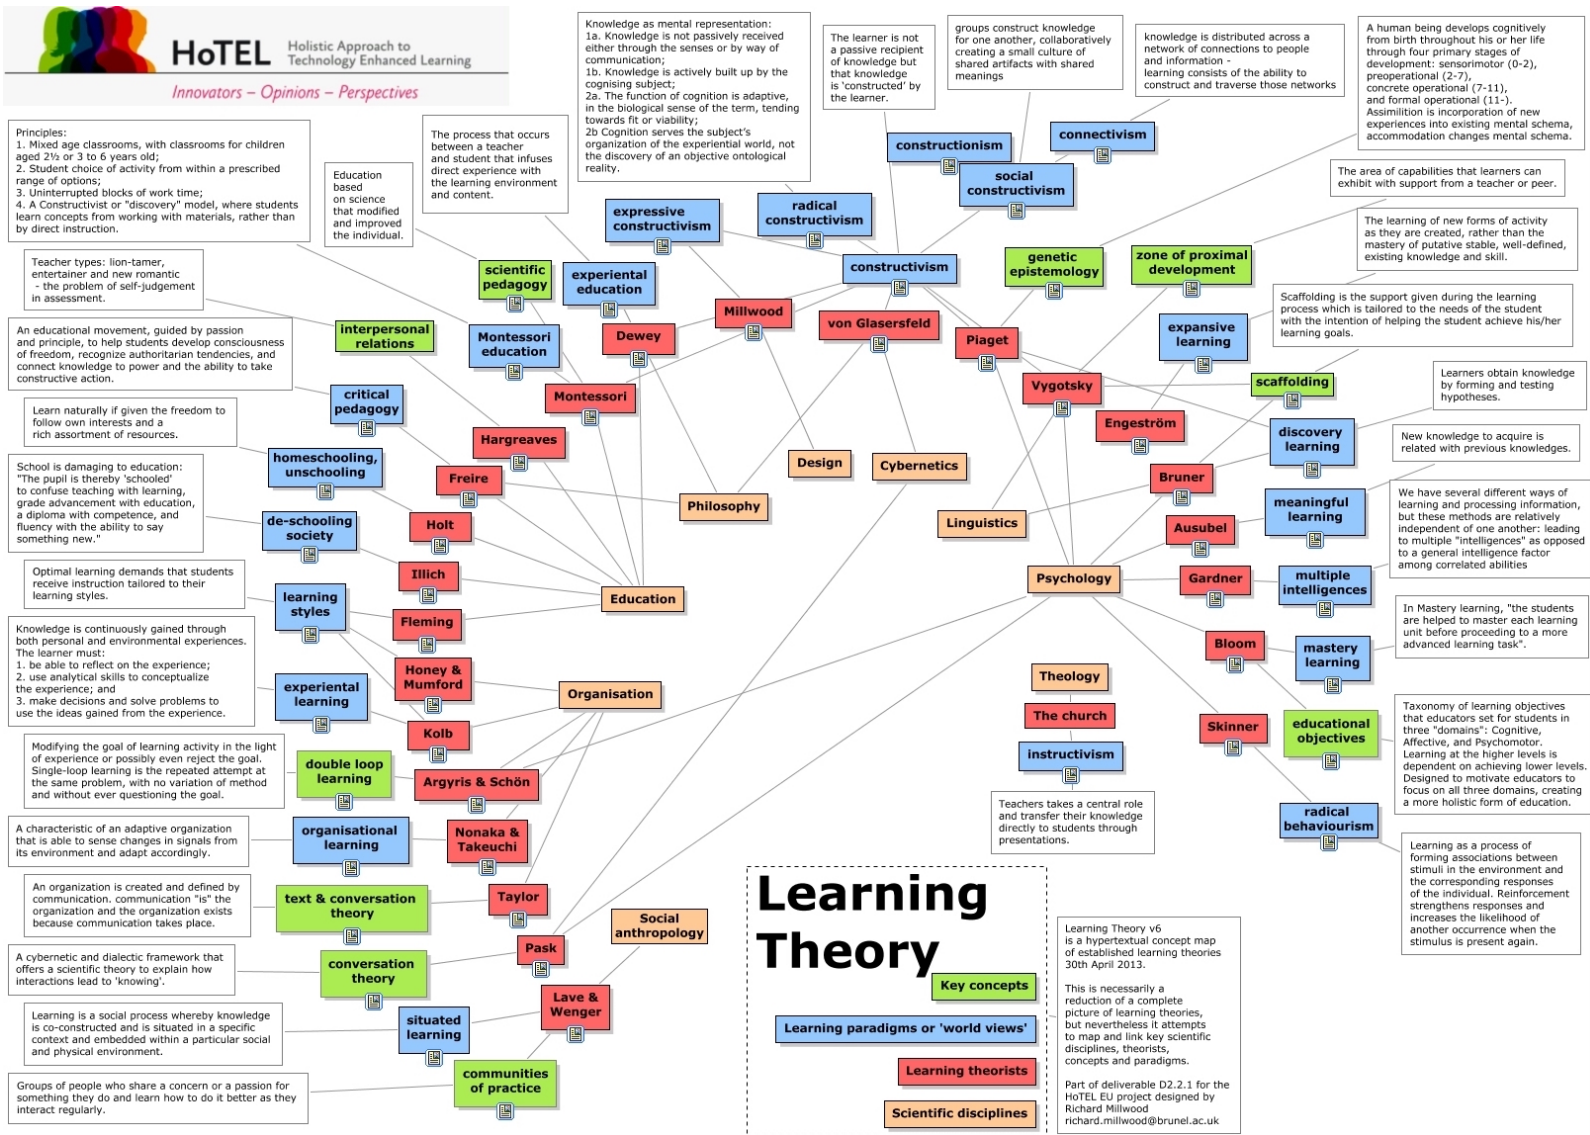 HoTEL
Holistic Approach to
Technology Enhanced Learning
Innovators – Opinions – Perspectives
Knowledge as mental representation:
1a. Knowledge is not passively received
either through the senses or by way of
communication;
1b. Knowledge is actively built up by the
cognising subject;
2a. The function of cognition is adaptive,
in the biological sense of the term, tending
towards fit or viability;
2b Cognition serves the subject's
organization of the experiential world, not
the discovery of an objective ontological
reality.
The learner is not
a passive recipient
of knowledge but
that knowledge
is 'constructed' by
the learner.
groups construct knowledge
for one another, collaboratively
creating a small culture of
shared artifacts with shared
meanings
knowledge is distributed across a
network of connections to people
and information -
learning consists of the ability to
construct and traverse those networks
A human being develops cognitively
from birth throughout his or her life
through four primary stages of
development: sensorimotor (0-2),
preoperational (2-7),
concrete operational (7-11),
and formal operational (11-).
Assimilition is incorporation of new
experiences into existing mental schema,
accommodation changes mental schema.
Principles:
1. Mixed age classrooms, with classrooms for children
aged 2½ or 3 to 6 years old;
2. Student choice of activity from within a prescribed
range of options;
3. Uninterrupted blocks of work time;
4. A Constructivist or "discovery" model, where students
learn concepts from working with materials, rather than
by direct instruction.
Education
based
on science
that modified
and improved
the individual.
The process that occurs
between a teacher
and student that infuses
direct experience with
the learning environment
and content.
constructionism
connectivism
social
constructivism
The area of capabilities that learners can
exhibit with support from a teacher or peer.
expressive
constructivism
radical
constructivism
The learning of new forms of activity
as they are created, rather than the
mastery of putative stable, well-defined,
existing knowledge and skill.
Teacher types: lion-tamer,
entertainer and new romantic
- the problem of self-judgement
in assessment.
scientific
pedagogy
experiental
education
constructivism
genetic
epistemology
zone of proximal
development
Scaffolding is the support given during the learning
process which is tailored to the needs of the student
with the intention of helping the student achieve his/her
learning goals.
An educational movement, guided by passion
and principle, to help students develop consciousness
of freedom, recognize authoritarian tendencies, and
connect knowledge to power and the ability to take
constructive action.
interpersonal
relations
Montessori
education
Dewey
Millwood
von Glasersfeld
Piaget
expansive
learning
Learners obtain knowledge
by forming and testing
hypotheses.
critical
pedagogy
Montessori
Vygotsky
scaffolding
Learn naturally if given the freedom to
follow own interests and a
rich assortment of resources.
Hargreaves
Engeström
discovery
learning
New knowledge to acquire is
related with previous knowledges.
homeschooling,
unschooling
Freire
Design
Cybernetics
Bruner
School is damaging to education:
"The pupil is thereby 'schooled'
to confuse teaching with learning,
grade advancement with education,
a diploma with competence, and
fluency with the ability to say
something new."
Philosophy
Linguistics
meaningful
learning
We have several different ways of
learning and processing information,
but these methods are relatively
independent of one another: leading
to multiple "intelligences" as opposed
to a general intelligence factor
among correlated abilities
de-schooling
society
Holt
Ausubel
Optimal learning demands that students
receive instruction tailored to their
learning styles.
Illich
Education
Psychology
Gardner
multiple
intelligences
learning
styles
Fleming
In Mastery learning, "the students
are helped to master each learning
unit before proceeding to a more
advanced learning task".
Knowledge is continuously gained through
both personal and environmental experiences.
The learner must:
1. be able to reflect on the experience;
2. use analytical skills to conceptualize
the experience; and
3. make decisions and solve problems to
use the ideas gained from the experience.
Honey &
Mumford
Bloom
mastery
learning
experiental
learning
Organisation
Theology
Kolb
The church
Skinner
educational
objectives
Taxonomy of learning objectives
that educators set for students in
three "domains": Cognitive,
Affective, and Psychomotor.
Learning at the higher levels is
dependent on achieving lower levels.
Designed to motivate educators to
focus on all three domains, creating
a more holistic form of education.
Modifying the goal of learning activity in the light
of experience or possibly even reject the goal.
Single-loop learning is the repeated attempt at
the same problem, with no variation of method
and without ever questioning the goal.
double loop
learning
Argyris & Schön
instructivism
Teachers takes a central role
and transfer their knowledge
directly to students through
presentations.
radical
behaviourism
A characteristic of an adaptive organization
that is able to sense changes in signals from
its environment and adapt accordingly.
organisational
learning
Nonaka &
Takeuchi
Learning as a process of
forming associations between
stimuli in the environment and
the corresponding responses
of the individual. Reinforcement
strengthens responses and
increases the likelihood of
another occurrence when the
stimulus is present again.
An organization is created and defined by
communication. communication "is" the
organization and the organization exists
because communication takes place.
text & conversation
theory
Taylor
Social
anthropology
A cybernetic and dialectic framework that
offers a scientific theory to explain how
interactions lead to 'knowing'.
conversation
theory
Pask
Learning is a social process whereby knowledge
is co-constructed and is situated in a specific
context and embedded within a particular social
and physical environment.
situated
learning
Lave &
Wenger
Groups of people who share a concern or a passion for
something they do and learn how to do it better as they
interact regularly.
communities
of practice
Learning
Theory
Key concepts
Learning paradigms or 'world views'
Learning theorists
Scientific disciplines
Learning Theory v6
is a hypertextual concept map
of established learning theories
30th April 2013.
This is necessarily a
reduction of a complete
picture of learning theories,
but nevertheless it attempts
to map and link key scientific
disciplines, theorists,
concepts and paradigms.
Part of deliverable D2.2.1 for the
HoTEL EU project designed by
Richard Millwood
richard.millwood@brunel.ac.uk